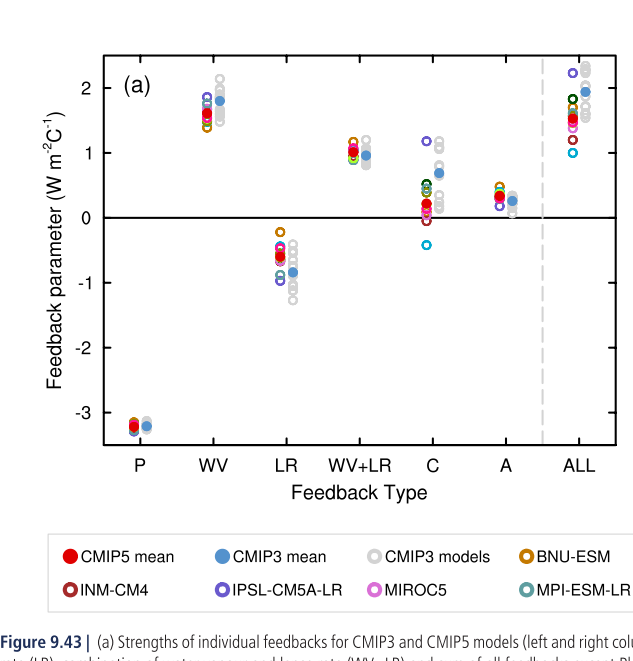 (a)
2
1
0
-1
-2
-3
Feedback parameter (W m-2C-1)
P WV LR WV+LR C A ALL
Feedback Type
CMIP5 mean CMIP3 mean CMIP3 models BNU-ESM
INM-CM4 IPSL-CM5A-LR MIROC5 MPI-ESM-LR
Figure 9.43 | (a) Strengths of individual feedbacks for CMIP3 and CMIP5 models (left and right colu